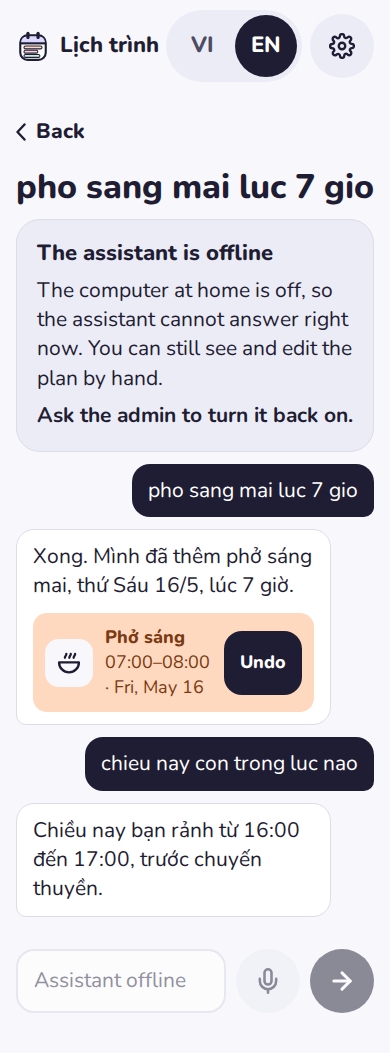 Lịch trình VI EN
Back
pho sang mai luc 7 gio
The assistant is offline
The computer at home is off, so
the assistant cannot answer right
now. You can still see and edit the
plan by hand.
Ask the admin to turn it back on.
pho sang mai luc 7 gio
Xong. Mình đã thêm phở sáng
mai, thứ Sáu 16/5, lúc 7 giờ.
Phở sáng
07:00–08:00
· Fri, May 16
Undo
chieu nay con trong luc nao
Chiều nay bạn rảnh từ 16:00
đến 17:00, trước chuyến
thuyền.
Assistant offline